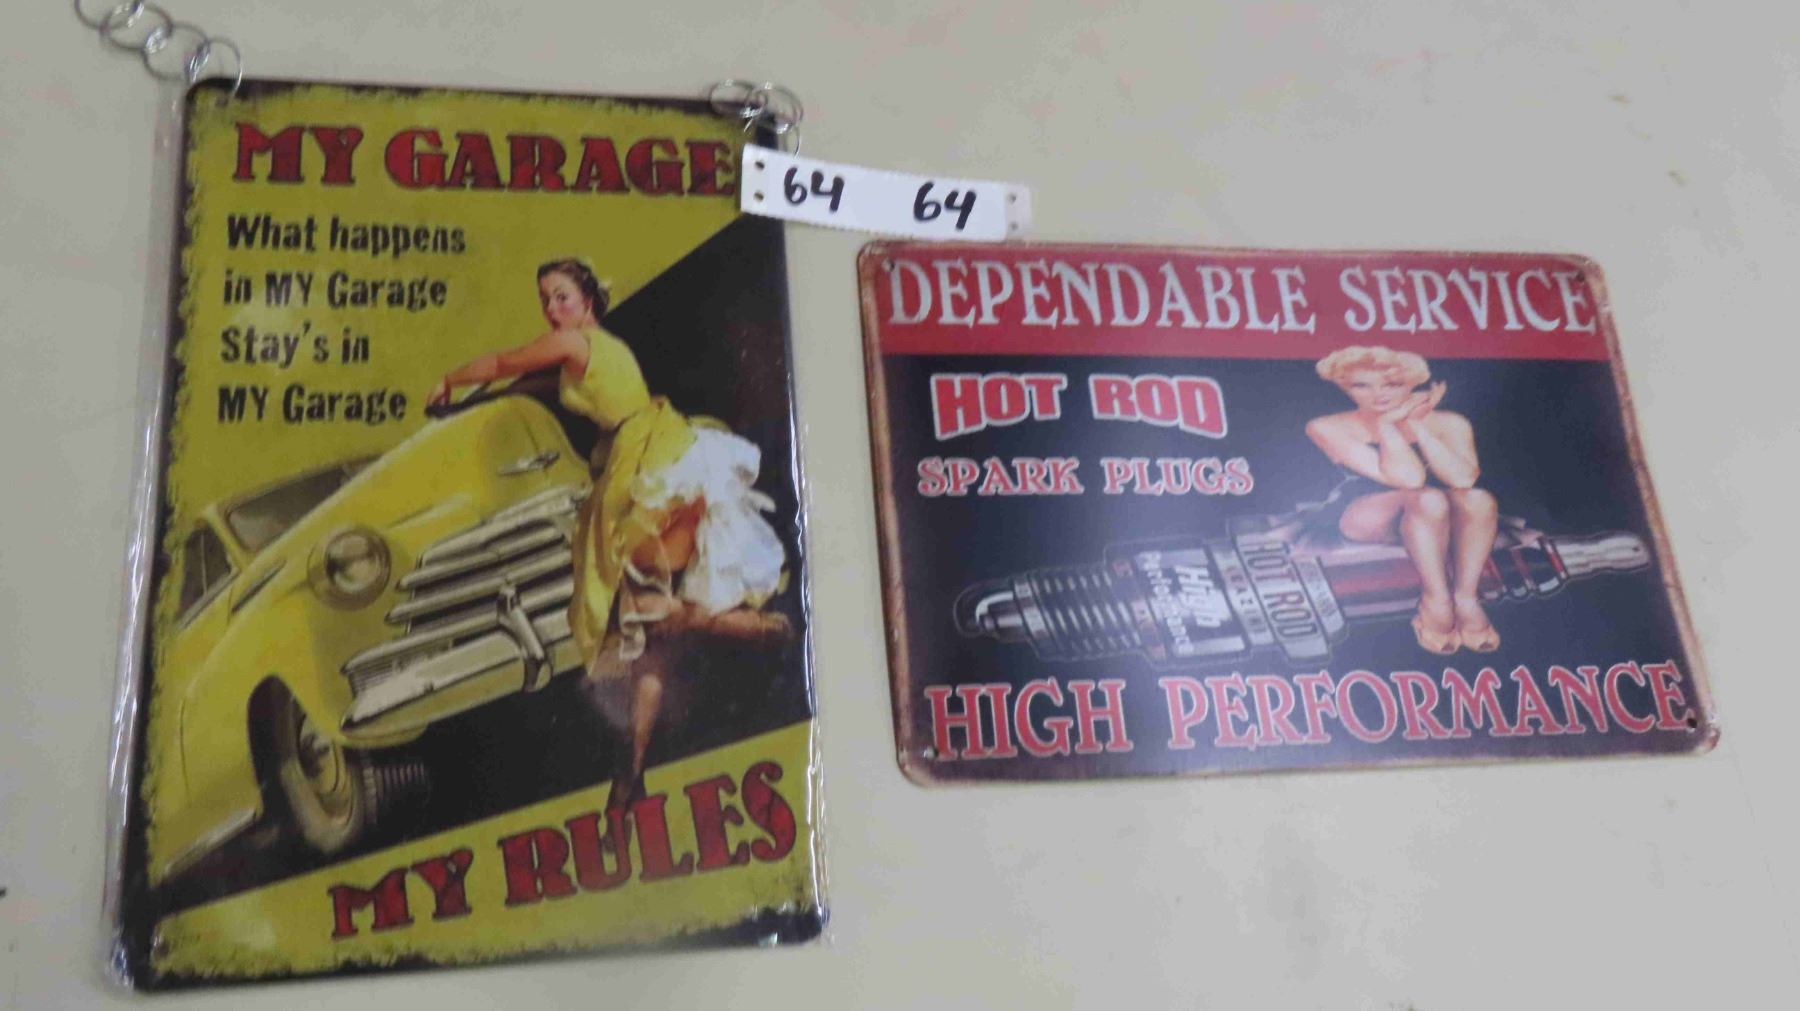 MY GARAGE
What happens
in MY Garage
Stay's in
MY Garage
MY RULES
64 64
DEPENDABLE SERVICE
HOT ROD
SPARK PLUGS
High
Performance
HOT ROD
HIGH PERFORMANCE